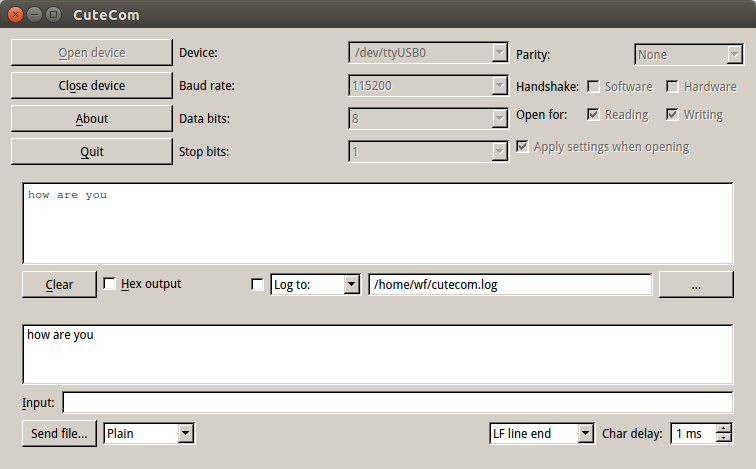 CuteCom
Open device Device: /dev/ttyUSB0 Parity: None
Close device Baud rate: 115200 Handshake: Software Hardware
About Data bits: 8 Open for: Reading Writing
Quit Stop bits: 1 Apply settings when opening
how are you
Clear Hex output Log to: /home/wf/cutecom.log ...
how are you
Input:
Send file... Plain LF line end Char delay: 1 ms